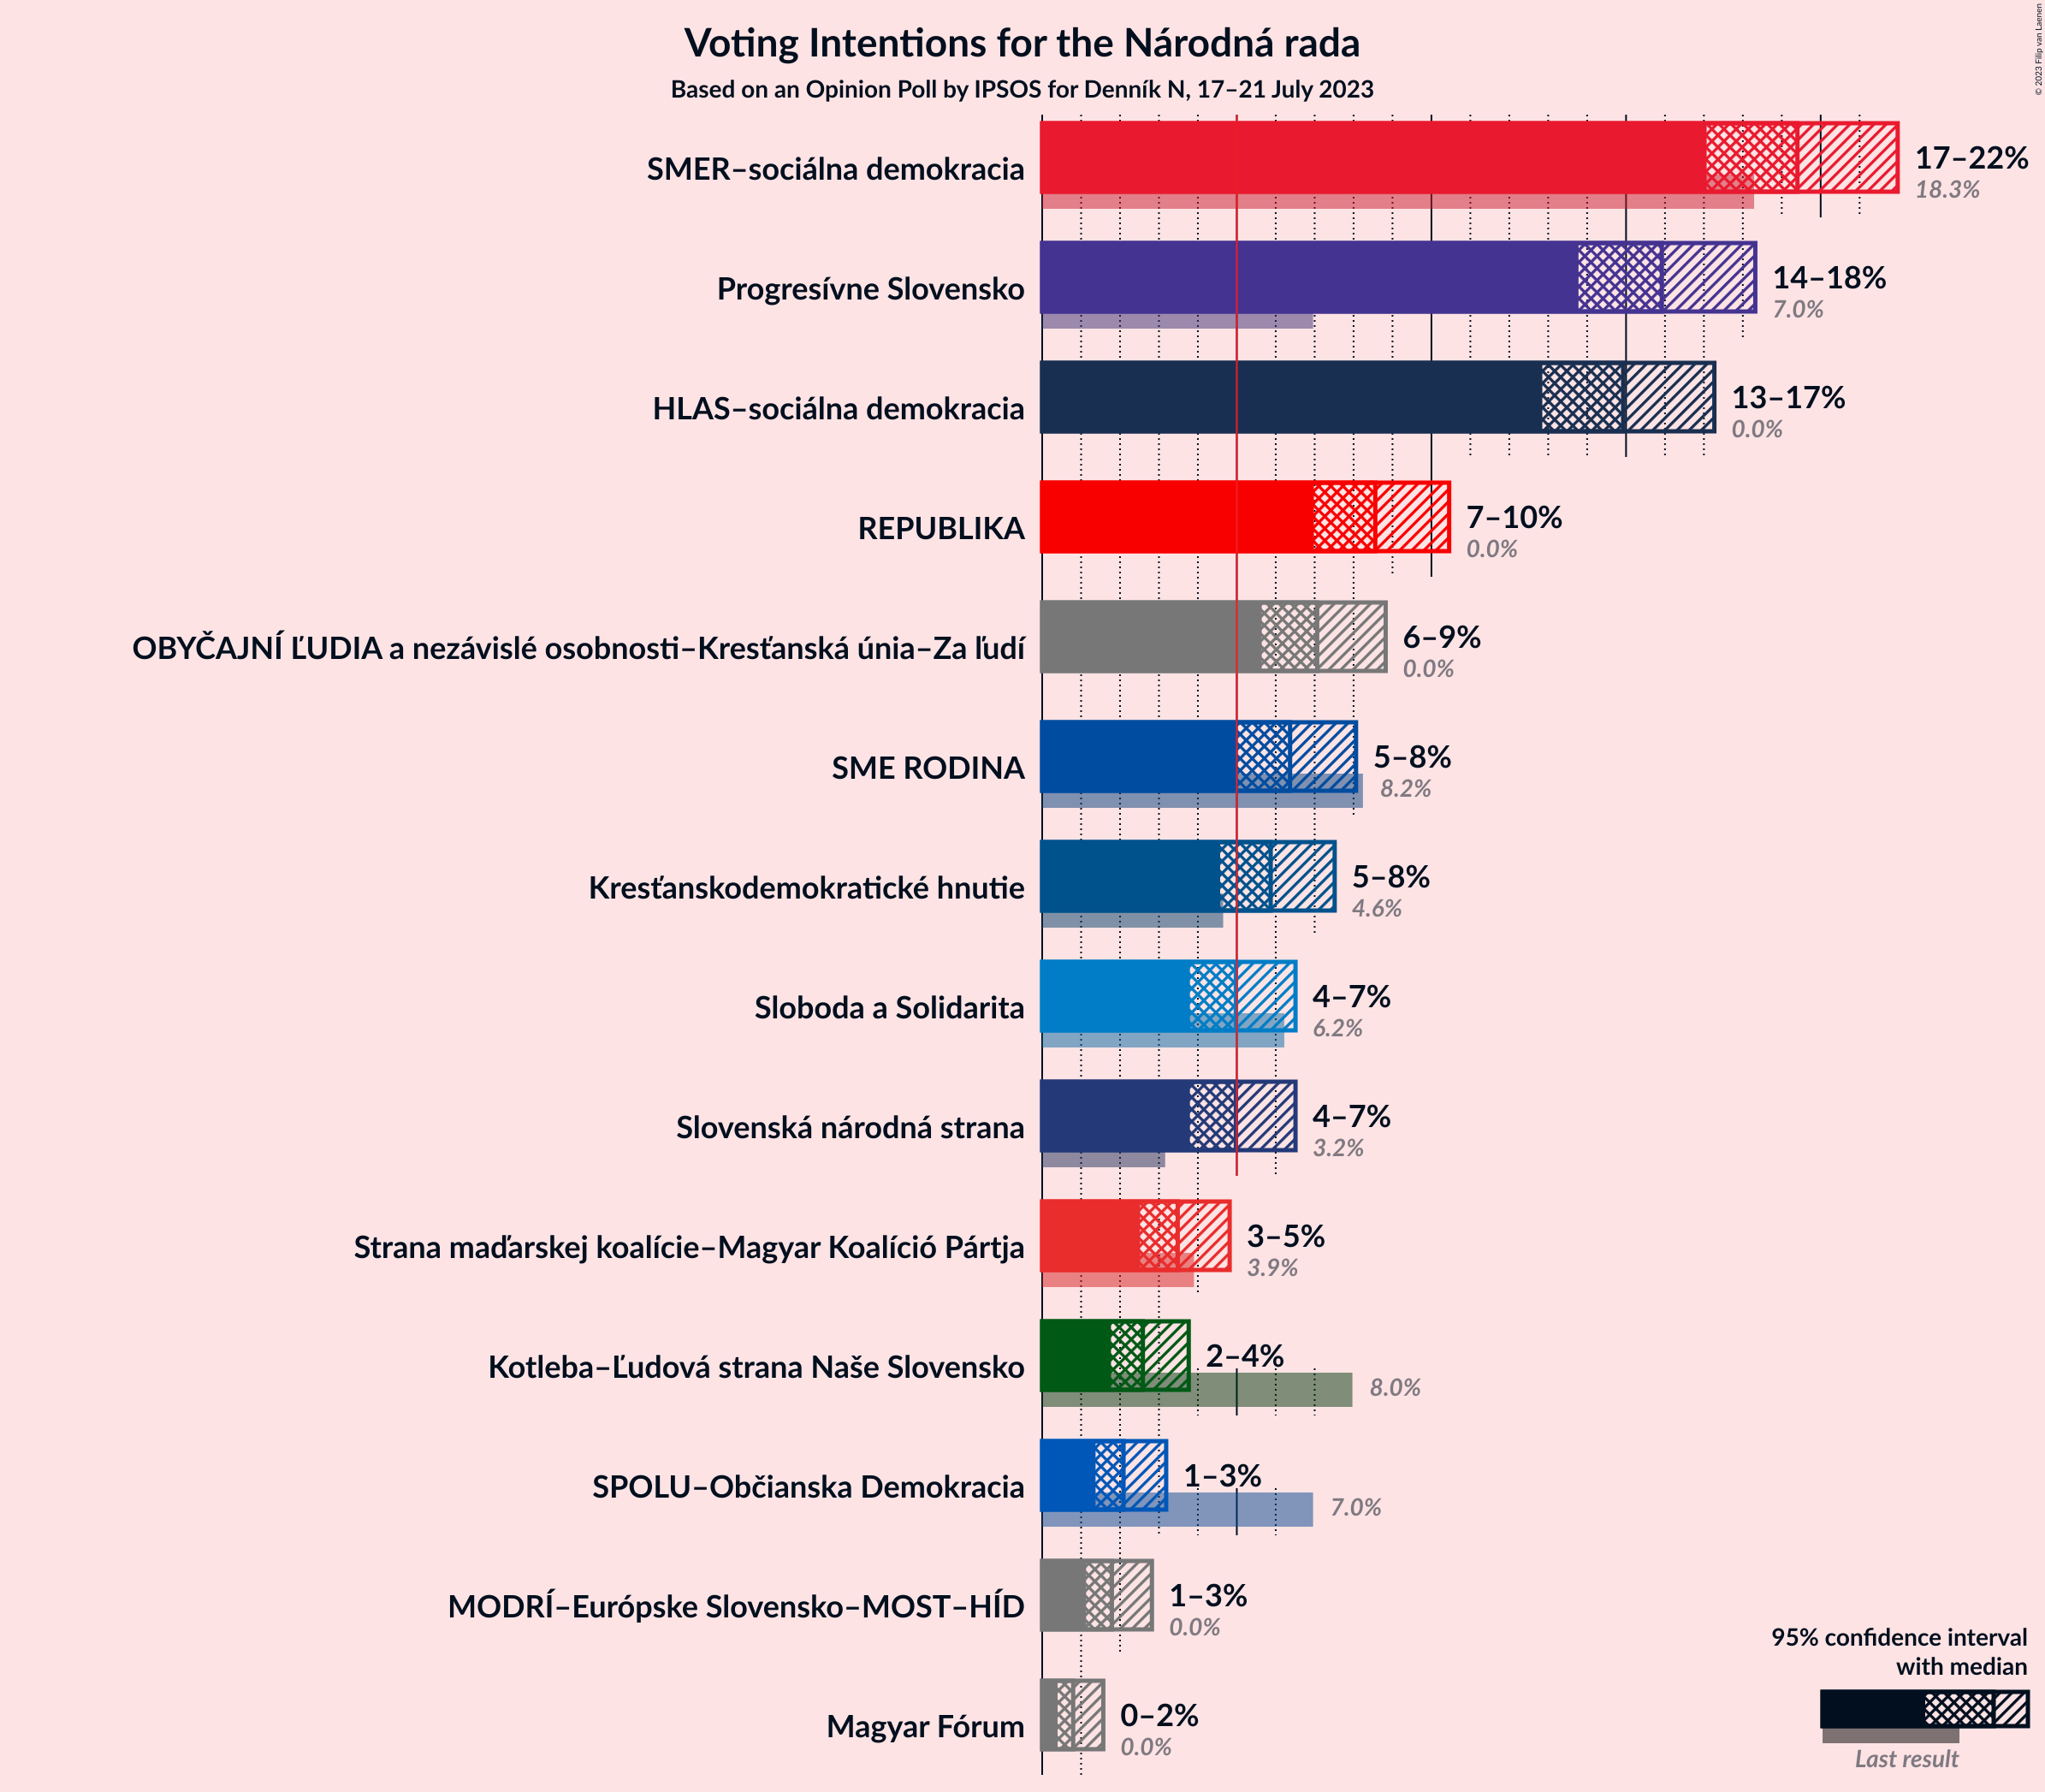 Voting Intentions for the Národná rada
Based on an Opinion Poll by IPSOS for Denník N, 17–21 July 2023
© 2023 Filip van Laenen
SMER–sociálna demokracia
17–22%
18.3%
Progresívne Slovensko
14–18%
7.0%
HLAS–sociálna demokracia
13–17%
0.0%
REPUBLIKA
7–10%
0.0%
OBYČAJNÍ ĽUDIA a nezávislé osobnosti–Kresťanská únia–Za ľudí
6–9%
0.0%
SME RODINA
5–8%
8.2%
Kresťanskodemokratické hnutie
5–8%
4.6%
Sloboda a Solidarita
4–7%
6.2%
Slovenská národná strana
4–7%
3.2%
Strana maďarskej koalície–Magyar Koalíció Pártja
3–5%
3.9%
Kotleba–Ľudová strana Naše Slovensko
2–4%
8.0%
SPOLU–Občianska Demokracia
1–3%
7.0%
MODRÍ–Európske Slovensko–MOST–HÍD
1–3%
0.0%
Magyar Fórum
0–2%
0.0%
95% confidence interval
with median
Last result